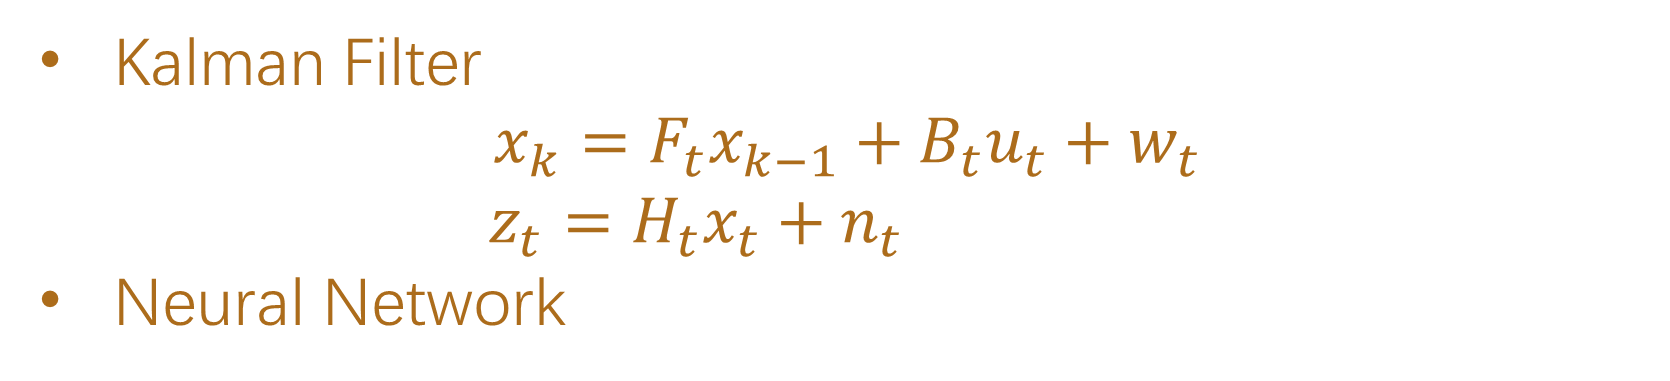 • Kalman Filter
$x_k = F_t x_{k-1} + B_t u_t + w_t$
$z_t = H_t x_t + n_t$
• Neural Network